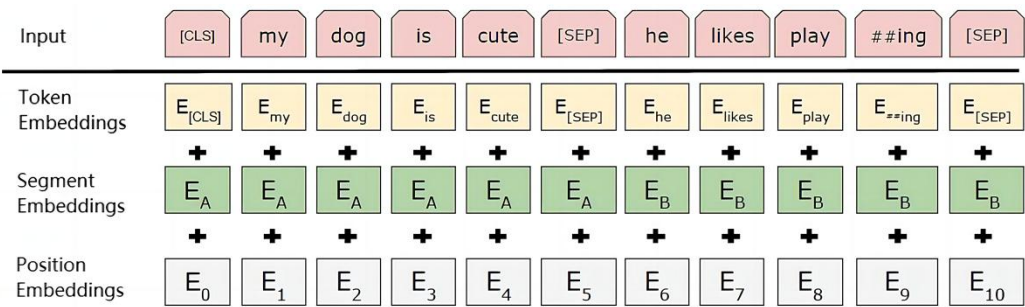 Input [CLS] my dog is cute [SEP] he likes play ##ing [SEP]
Token Embeddings E[CLS] Emy Edog Eis Ecute E[SEP] Ehe Elikes Eplay E##ing E[SEP]
+ + + + + + + + + + +
Segment Embeddings EA EA EA EA EA EA EB EB EB EB EB
+ + + + + + + + + + +
Position Embeddings E0 E1 E2 E3 E4 E5 E6 E7 E8 E9 E10